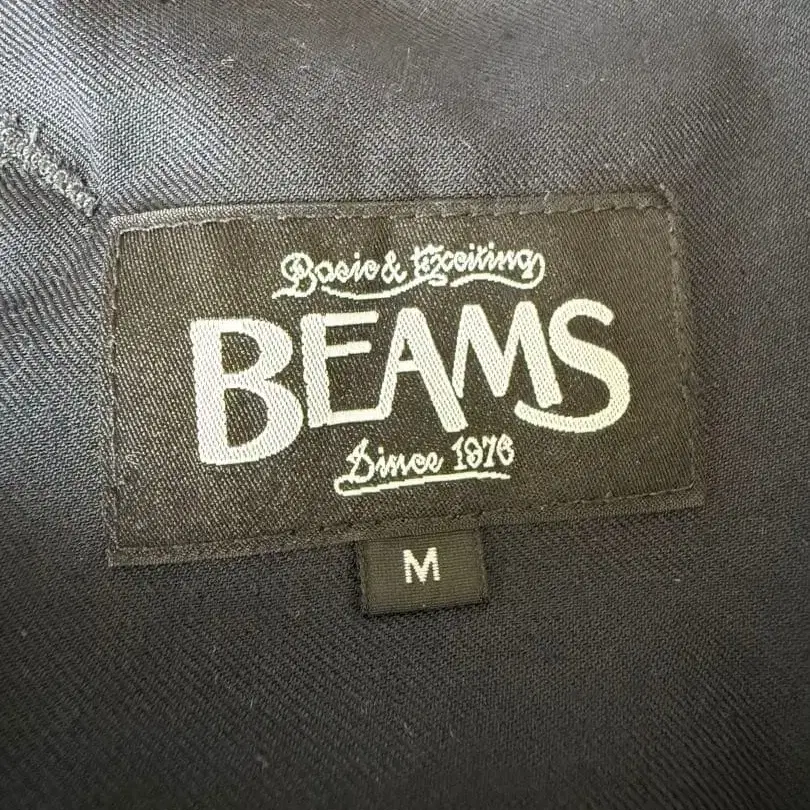 Basic & Exciting
BEAMS
Since 1976
M